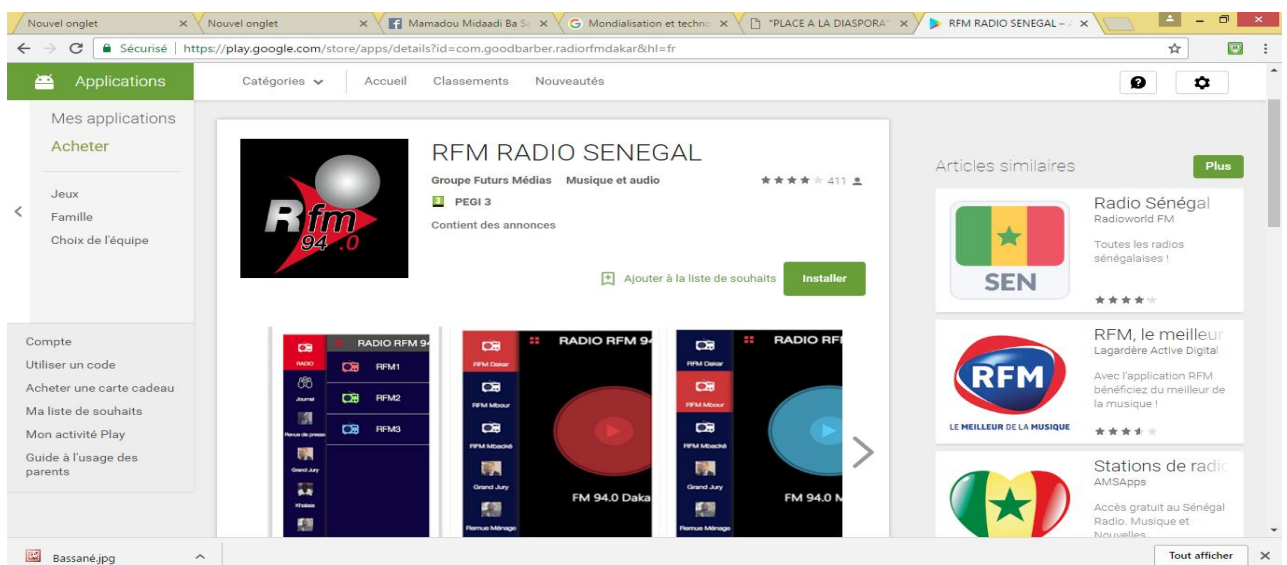 Nouvel onglet
Nouvel onglet
Mamadou Midaadi Ba Sa
Mondialisation et techno
"PLACE A LA DIASPORA"
RFM RADIO SENEGAL – A
Sécurisé
https://play.google.com/store/apps/details?id=com.goodbarber.radiorfmdakar&hl=fr
Applications
Catégories
Accueil
Classements
Nouveautés
Mes applications
Acheter
Jeux
Famille
Choix de l'équipe
Compte
Utiliser un code
Acheter une carte cadeau
Ma liste de souhaits
Mon activité Play
Guide à l'usage des
parents
Rfm
94.0
RFM RADIO SENEGAL
Groupe Futurs Médias Musique et audio
411
3 PEGI 3
Contient des annonces
Ajouter à la liste de souhaits
Installer
RADIO RFM 94
RADIO
RFM1
Journal
RFM2
Revue de presse
RFM3
Grand Jury
Khalass
RADIO RFM 94
RFM Dakar
RFM Mbour
RFM Mbacké
Grand Jury
Remue Ménage
FM 94.0 Daka
RADIO RFI
RFM Dakar
RFM Mbour
RFM Mbacké
Grand Jury
Remue Ménage
FM 94.0 M
Articles similaires
Plus
SEN
Radio Sénégal
Radioworld FM
Toutes les radios
sénégalaises !
RFM
LE MEILLEUR DE LA MUSIQUE
RFM, le meilleur
Lagardère Active Digital
Avec l'application RFM
bénéficiez du meilleur de
la musique !
Stations de radio
AMSApps
Accès gratuit au Sénégal
Radio. Musique et
Nouvelles
Bassané.jpg
Tout afficher